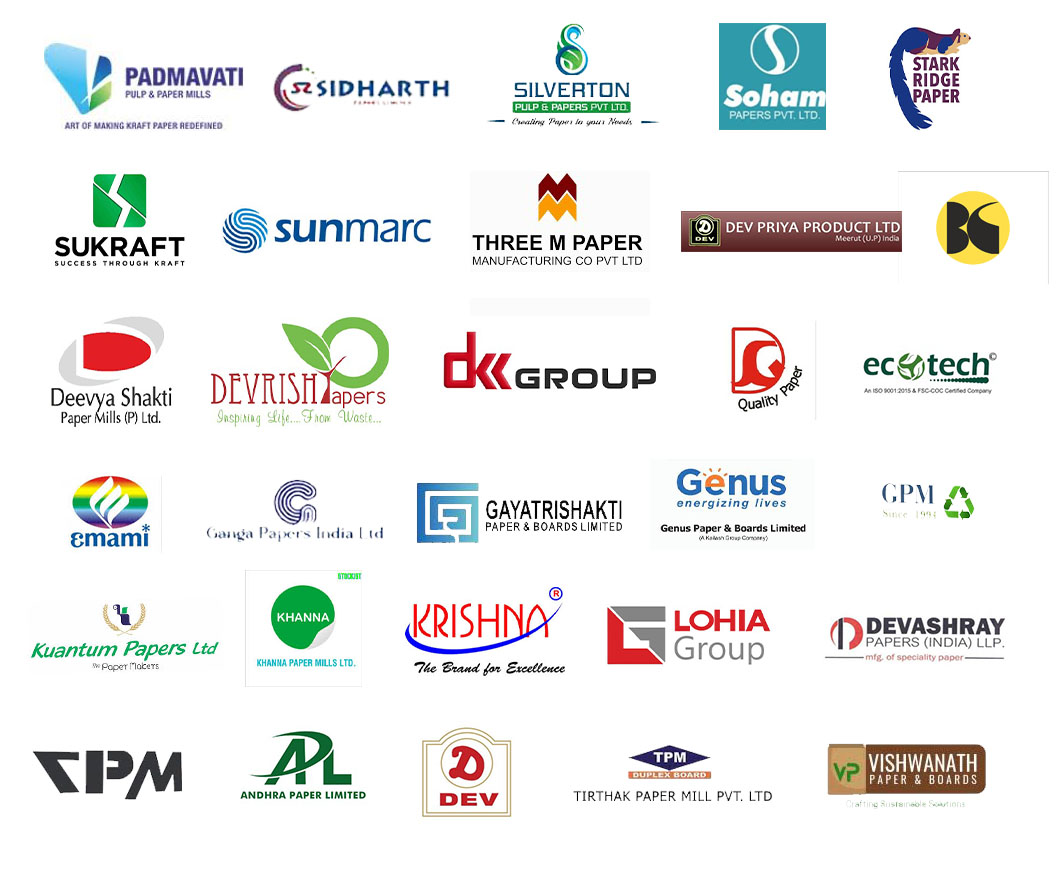 PADMAVATI
PULP & PAPER MILLS
ART OF MAKING KRAFT PAPER REDEFINED
SIDHARTH
PAPERS LIMITED
SILVERTON
PULP & PAPERS PVT LTD.
Creating Paper to your Needs
Soham
PAPERS PVT. LTD.
STARK
RIDGE
PAPER
SUKRAFT
SUCCESS THROUGH KRAFT
sunmarc
THREE M PAPER
MANUFACTURING CO PVT LTD
DEV
DEV PRIYA PRODUCT LTD
Meerut (U.P) India
BG
Deevya Shakti
Paper Mills (P) Ltd.
DEVRISHI
Papers
Inspiring Life....From Waste...
dkk GROUP
Quality Paper
ecotech©
An ISO 9001:2015 & FSC-COC Certified Company
emami*
Ganga Papers India Ltd
GAYATRISHAKTI
PAPER & BOARDS LIMITED
Genus
energizing lives
Genus Paper & Boards Limited
(A Kailash Group Company)
GPM
Since 1994
Kuantum Papers Ltd
The Paper Makers
KHANNA
KHANNA PAPER MILLS LTD.
KRISHNA®
The Brand for Excellence
LOHIA
Group
DEVASHRAY
PAPERS (INDIA) LLP.
mfg. of speciality paper
TPM
APL
ANDHRA PAPER LIMITED
D
DEV
TPM
DUPLEX BOARD
TIRTHAK PAPER MILL PVT. LTD
VP
VISHWANATH
PAPER & BOARDS
Crafting Sustainable Solutions